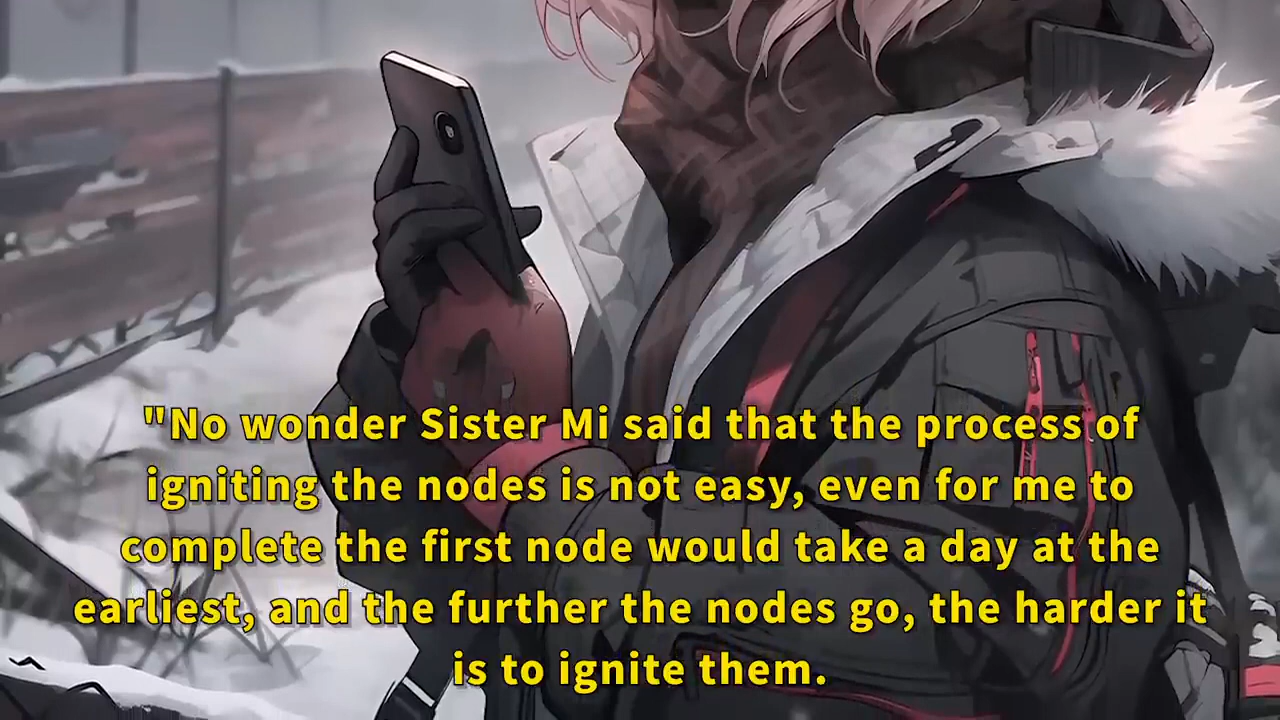 "No wonder Sister Mi said that the process of
igniting the nodes is not easy, even for me to
complete the first node would take a day at the
earliest, and the further the nodes go, the harder it
is to ignite them.